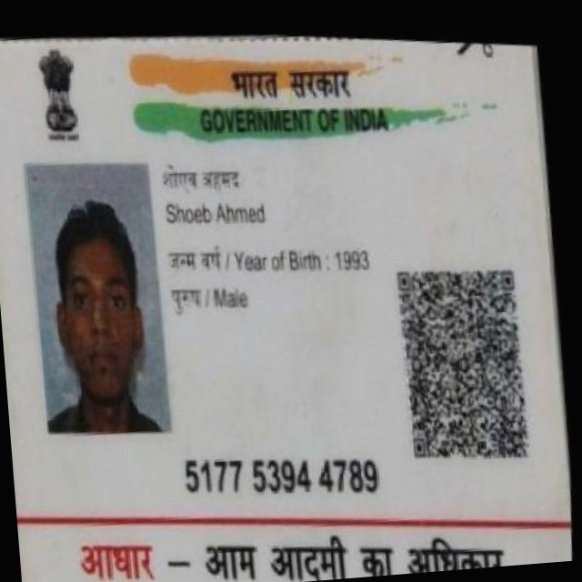 भारत सरकार
GOVERNMENT OF INDIA
शोएब अहमद
Shoeb Ahmed
जन्म वर्ष / Year of Birth : 1993
पुरुष / Male
5177 5394 4789
आधार – आम आदमी का अधिकार